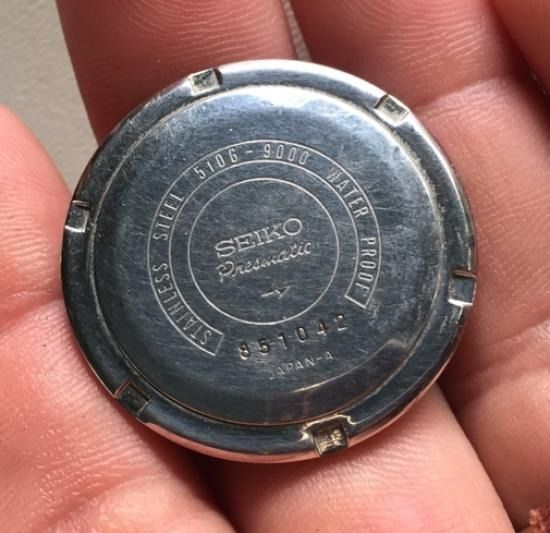 STAINLESS STEEL 5106-9000 WATER PROOF
SEIKO
Presmatic
851042
JAPAN-A